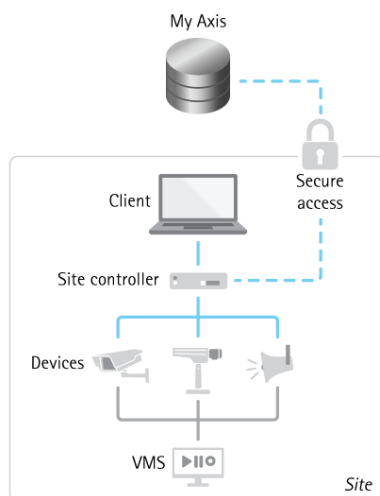 My Axis
Secure
access
Client
Site controller
Devices
VMS
Site